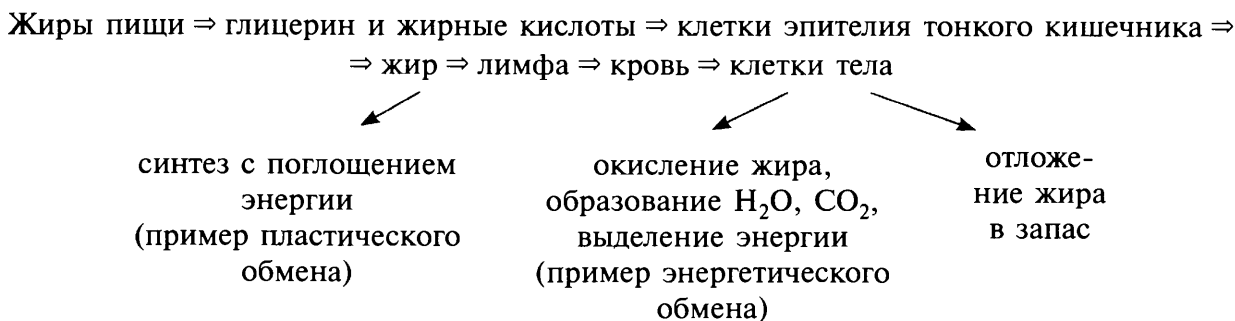 Жиры пищи ⇒ глицерин и жирные кислоты ⇒ клетки эпителия тонкого кишечника ⇒
⇒ жир ⇒ лимфа ⇒ кровь ⇒ клетки тела
синтез с поглощением
энергии
(пример пластического
обмена)
окисление жира,
образование H₂O, CO₂,
выделение энергии
(пример энергетического
обмена)
отложе-
ние жира
в запас